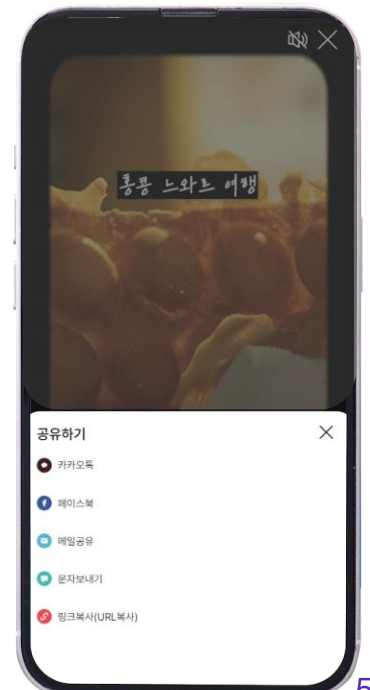 홍콩 느와르 여행
공유하기
카카오톡
페이스북
메일공유
문자보내기
링크복사(URL복사)
5